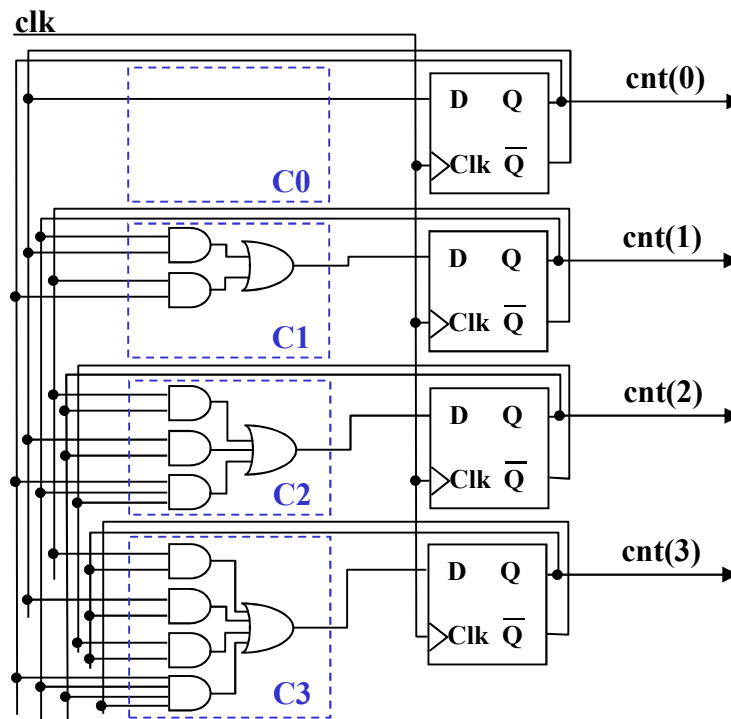 clk
D Q cnt(0)
Clk Q
C0
D Q cnt(1)
Clk Q
C1
D Q cnt(2)
Clk Q
C2
D Q cnt(3)
Clk Q
C3